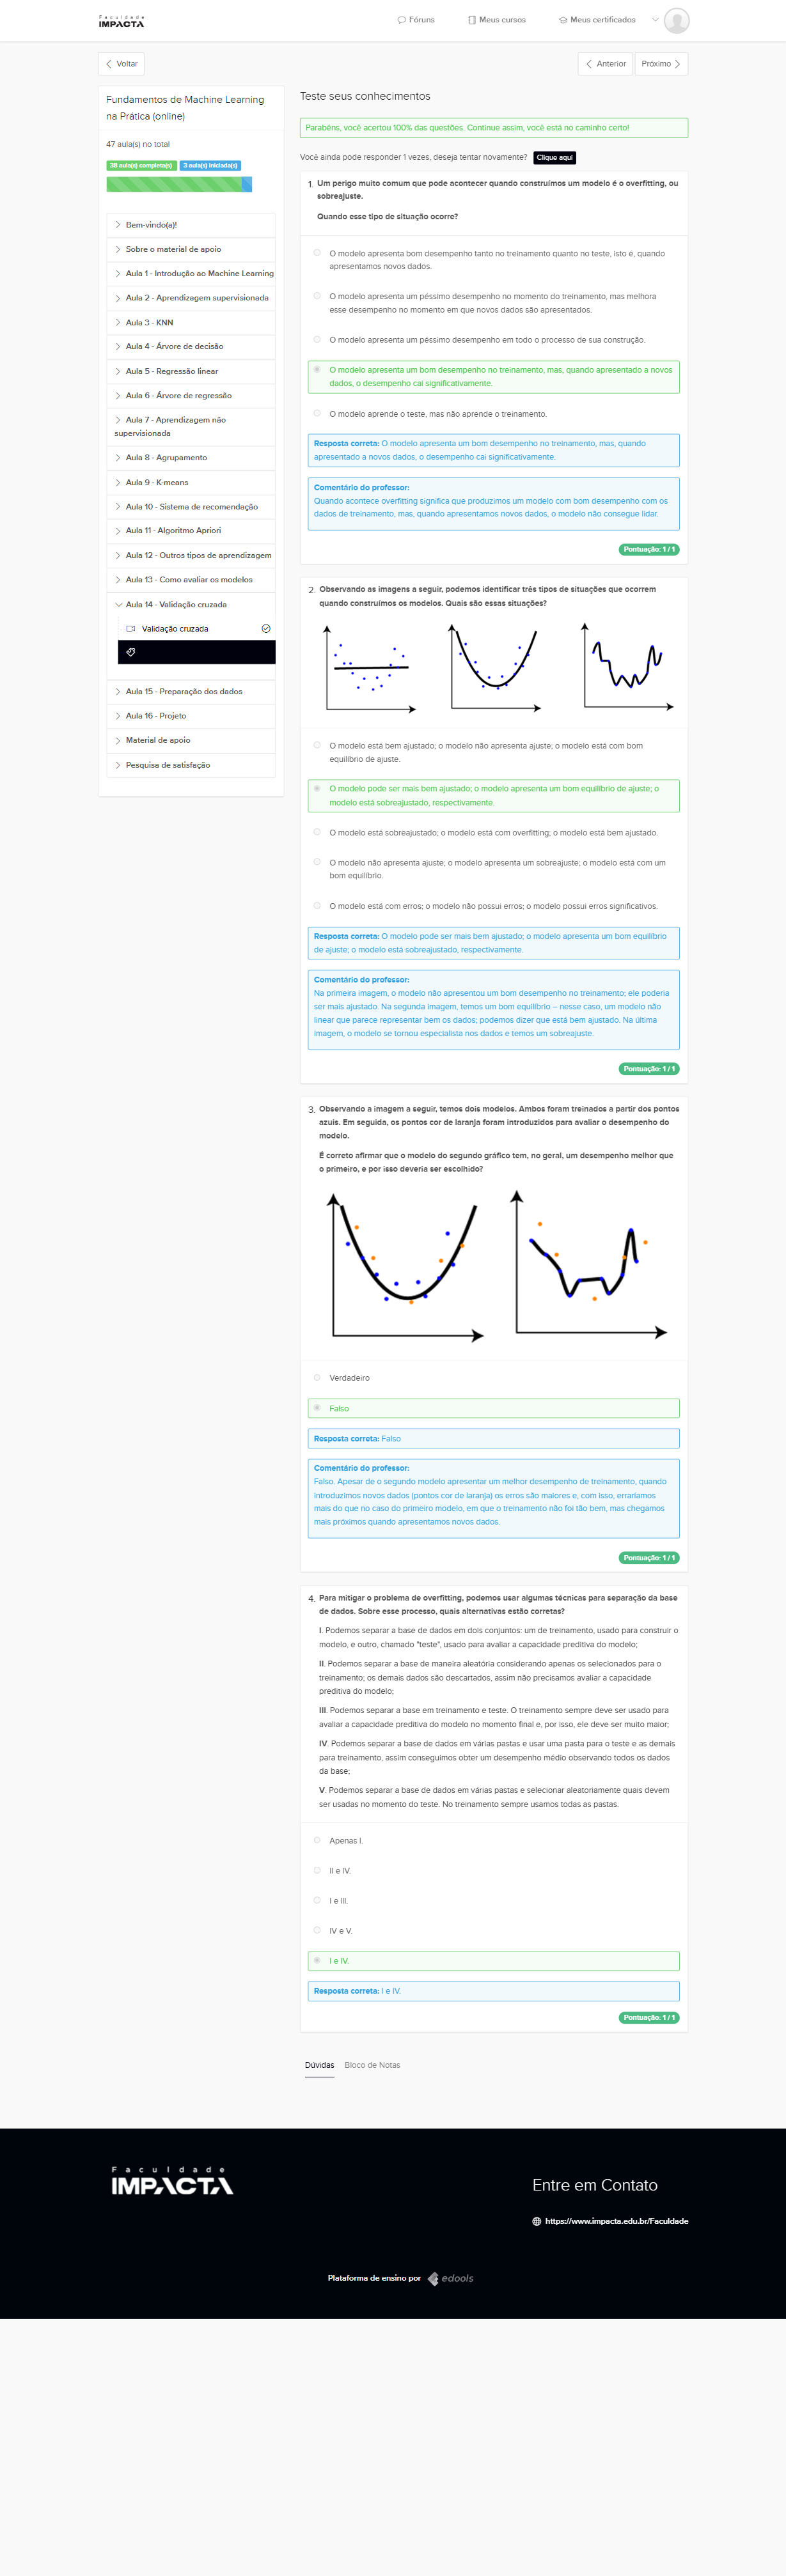 Faculdade
IMPACTA
Fóruns
Meus cursos
Meus certificados
Voltar
Anterior
Próximo
Fundamentos de Machine Learning
na Prática (online)
47 aula(s) no total
38 aula(s) completa(s)
3 aula(s) iniciada(s)
Bem-vindo(a)!
Sobre o material de apoio
Aula 1 - Introdução ao Machine Learning
Aula 2 - Aprendizagem supervisionada
Aula 3 - KNN
Aula 4 - Árvore de decisão
Aula 5 - Regressão linear
Aula 6 - Árvore de regressão
Aula 7 - Aprendizagem não
supervisionada
Aula 8 - Agrupamento
Aula 9 - K-means
Aula 10 - Sistema de recomendação
Aula 11 - Algoritmo Apriori
Aula 12 - Outros tipos de aprendizagem
Aula 13 - Como avaliar os modelos
Aula 14 - Validação cruzada
Validação cruzada
Aula 15 - Preparação dos dados
Aula 16 - Projeto
Material de apoio
Pesquisa de satisfação
Teste seus conhecimentos
Parabéns, você acertou 100% das questões. Continue assim, você está no caminho certo!
Você ainda pode responder 1 vezes, deseja tentar novamente? Clique aqui
1. Um perigo muito comum que pode acontecer quando construímos um modelo é o overfitting, ou
sobreajuste.
Quando esse tipo de situação ocorre?
O modelo apresenta bom desempenho tanto no treinamento quanto no teste, isto é, quando
apresentamos novos dados.
O modelo apresenta um péssimo desempenho no momento do treinamento, mas melhora
esse desempenho no momento em que novos dados são apresentados.
O modelo apresenta um péssimo desempenho em todo o processo de sua construção.
O modelo apresenta um bom desempenho no treinamento, mas, quando apresentado a novos
dados, o desempenho cai significativamente.
O modelo aprende o teste, mas não aprende o treinamento.
Resposta correta: O modelo apresenta um bom desempenho no treinamento, mas, quando
apresentado a novos dados, o desempenho cai significativamente.
Comentário do professor:
Quando acontece overfitting significa que produzimos um modelo com bom desempenho com os
dados de treinamento, mas, quando apresentamos novos dados, o modelo não consegue lidar.
Pontuação: 1 / 1
2. Observando as imagens a seguir, podemos identificar três tipos de situações que ocorrem
quando construímos os modelos. Quais são essas situações?
O modelo está bem ajustado; o modelo não apresenta ajuste; o modelo está com bom
equilíbrio de ajuste.
O modelo pode ser mais bem ajustado; o modelo apresenta um bom equilíbrio de ajuste; o
modelo está sobreajustado, respectivamente.
O modelo está sobreajustado; o modelo está com overfitting; o modelo está bem ajustado.
O modelo não apresenta ajuste; o modelo apresenta um sobreajuste; o modelo está com um
bom equilíbrio.
O modelo está com erros; o modelo não possui erros; o modelo possui erros significativos.
Resposta correta: O modelo pode ser mais bem ajustado; o modelo apresenta um bom equilíbrio
de ajuste; o modelo está sobreajustado, respectivamente.
Comentário do professor:
Na primeira imagem, o modelo não apresentou um bom desempenho no treinamento; ele poderia
ser mais ajustado. Na segunda imagem, temos um bom equilíbrio – nesse caso, um modelo não
linear que parece representar bem os dados; podemos dizer que está bem ajustado. Na última
imagem, o modelo se tornou especialista nos dados e temos um sobreajuste.
Pontuação: 1 / 1
3. Observando a imagem a seguir, temos dois modelos. Ambos foram treinados a partir dos pontos
azuis. Em seguida, os pontos cor de laranja foram introduzidos para avaliar o desempenho do
modelo.
É correto afirmar que o modelo do segundo gráfico tem, no geral, um desempenho melhor que
o primeiro, e por isso deveria ser escolhido?
Verdadeiro
Falso
Resposta correta: Falso
Comentário do professor:
Falso. Apesar de o segundo modelo apresentar um melhor desempenho de treinamento, quando
introduzimos novos dados (pontos cor de laranja) os erros são maiores e, com isso, erraríamos
mais do que no caso do primeiro modelo, em que o treinamento não foi tão bem, mas chegamos
mais próximos quando apresentamos novos dados.
Pontuação: 1 / 1
4. Para mitigar o problema de overfitting, podemos usar algumas técnicas para separação da base
de dados. Sobre esse processo, quais alternativas estão corretas?
I. Podemos separar a base de dados em dois conjuntos: um de treinamento, usado para construir o
modelo, e outro, chamado "teste", usado para avaliar a capacidade preditiva do modelo;
II. Podemos separar a base de maneira aleatória considerando apenas os selecionados para o
treinamento; os demais dados são descartados, assim não precisamos avaliar a capacidade
preditiva do modelo;
III. Podemos separar a base em treinamento e teste. O treinamento sempre deve ser usado para
avaliar a capacidade preditiva do modelo no momento final e, por isso, ele deve ser muito maior;
IV. Podemos separar a base de dados em várias pastas e usar uma pasta para o teste e as demais
para treinamento, assim conseguimos obter um desempenho médio observando todos os dados
da base;
V. Podemos separar a base de dados em várias pastas e selecionar aleatoriamente quais devem
ser usadas no momento do teste. No treinamento sempre usamos todas as pastas.
Apenas I.
II e IV.
I e III.
IV e V.
I e IV.
Resposta correta: I e IV.
Pontuação: 1 / 1
Dúvidas
Bloco de Notas
Faculdade
IMPACTA
Entre em Contato
https://www.impacta.edu.br/Faculdade
Plataforma de ensino por edools